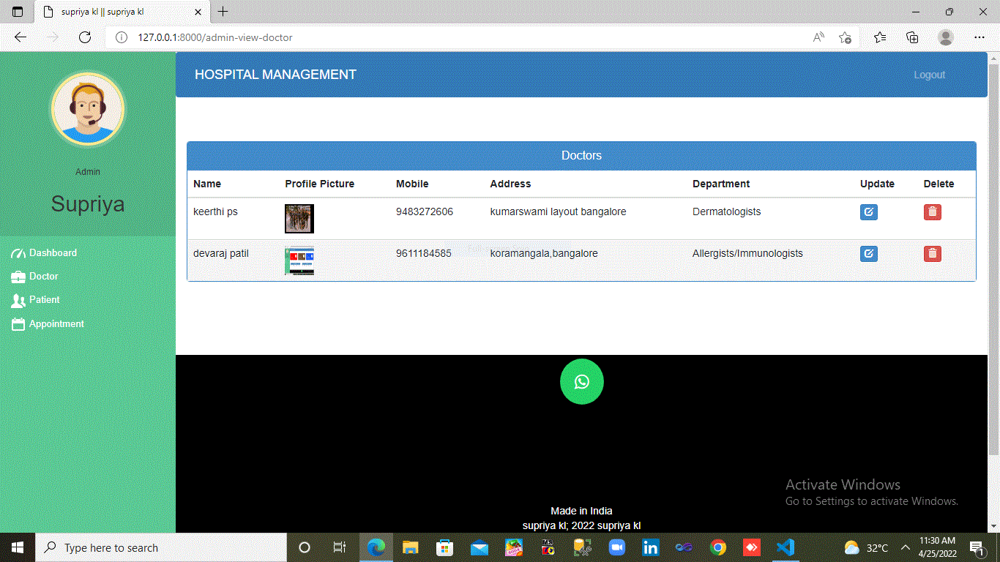 supriya kl || supriya kl
127.0.0.1:8000/admin-view-doctor
HOSPITAL MANAGEMENT
Logout
Admin
Supriya
Dashboard
Doctor
Patient
Appointment
Doctors
Name Profile Picture Mobile Address Department Update Delete
keerthi ps 9483272606 kumarswami layout bangalore Dermatologists
devaraj patil 9611184585 koramangala,bangalore Allergists/Immunologists
Activate Windows
Go to Settings to activate Windows.
Made in India
supriya kl; 2022 supriya kl
Type here to search
32°C
11:30 AM
4/25/2022
1